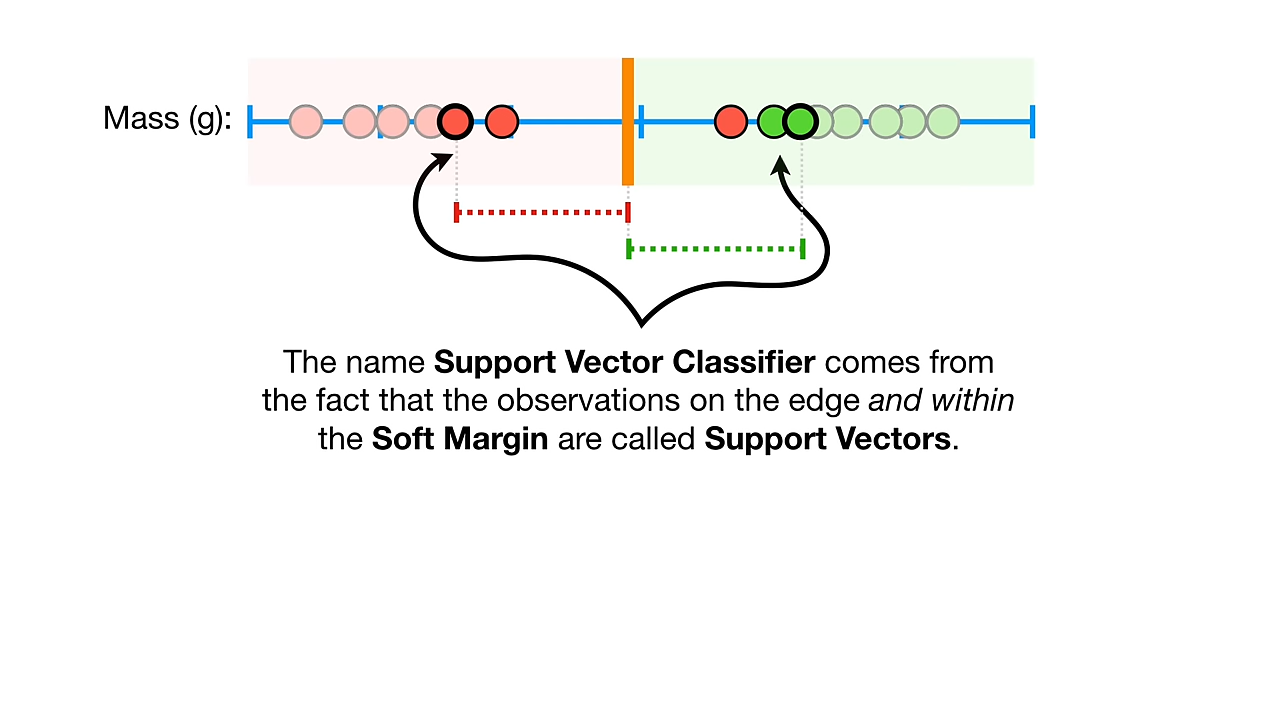 Mass (g):
The name Support Vector Classifier comes from
the fact that the observations on the edge and within
the Soft Margin are called Support Vectors.